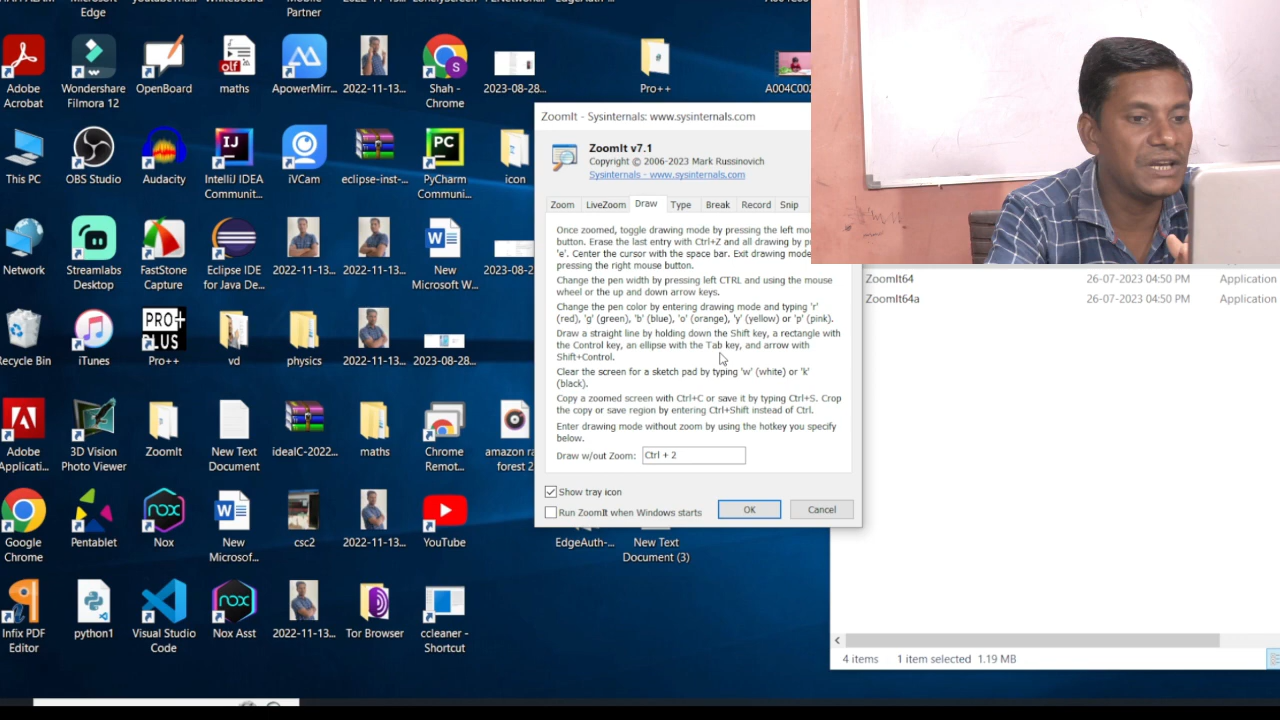 Edge
Partner
2022-11-13...
A004C00
Adobe
Acrobat
Wondershare
Filmora 12
OpenBoard
olf
maths
ApowerMirr...
2022-11-13...
S
Shah -
Chrome
2023-08-28...
Pro++
A004C002
ZoomIt - Sysinternals: www.sysinternals.com
ZoomIt v7.1
Copyright © 2006-2023 Mark Russinovich
Sysinternals - www.sysinternals.com
Zoom
LiveZoom
Draw
Type
Break
Record
Snip
Once zoomed, toggle drawing mode by pressing the left mo
button. Erase the last entry with Ctrl+Z and all drawing by p
'e'. Center the cursor with the space bar. Exit drawing mode
pressing the right mouse button.
Change the pen width by pressing left CTRL and using the mouse
wheel or the up and down arrow keys.
Change the pen color by entering drawing mode and typing 'r'
(red), 'g' (green), 'b' (blue), 'o' (orange), 'y' (yellow) or 'p' (pink).
Draw a straight line by holding down the Shift key, a rectangle with
the Control key, an ellipse with the Tab key, and arrow with
Shift+Control.
Clear the screen for a sketch pad by typing 'w' (white) or 'k'
(black).
Copy a zoomed screen with Ctrl+C or save it by typing Ctrl+S. Crop
the copy or save region by entering Ctrl+Shift instead of Ctrl.
Enter drawing mode without zoom by using the hotkey you specify
below.
Draw w/out Zoom:
Ctrl + 2
Show tray icon
Run ZoomIt when Windows starts
OK
Cancel
ZoomIt64
26-07-2023 04:50 PM
Application
ZoomIt64a
26-07-2023 04:50 PM
Application
4 items
1 item selected 1.19 MB
This PC
OBS Studio
Audacity
IJ
IntelliJ IDEA
Communit...
iVCam
eclipse-inst-...
PC
PyCharm
Communi...
icon
Network
Streamlabs
Desktop
FastStone
Capture
Eclipse IDE
for Java De...
2022-11-13...
2022-11-13...
W
New
Microsoft W...
2023-08-28
Recycle Bin
iTunes
PRO+
PLUS
Pro++
vd
physics
2022-11-13...
2023-08-28...
Adobe
Applicati...
3D Vision
Photo Viewer
ZoomIt
New Text
Document
ideaIC-2022...
maths
Chrome
Remot...
amazon ra
forest 2
Google
Chrome
Pentablet
nox
Nox
W
New
Microsof...
csc2
2022-11-13...
YouTube
EdgeAuth-...
New Text
Document (3)
Infix PDF
Editor
python1
Visual Studio
Code
nox
Nox Asst
2022-11-13...
Tor Browser
ccleaner -
Shortcut